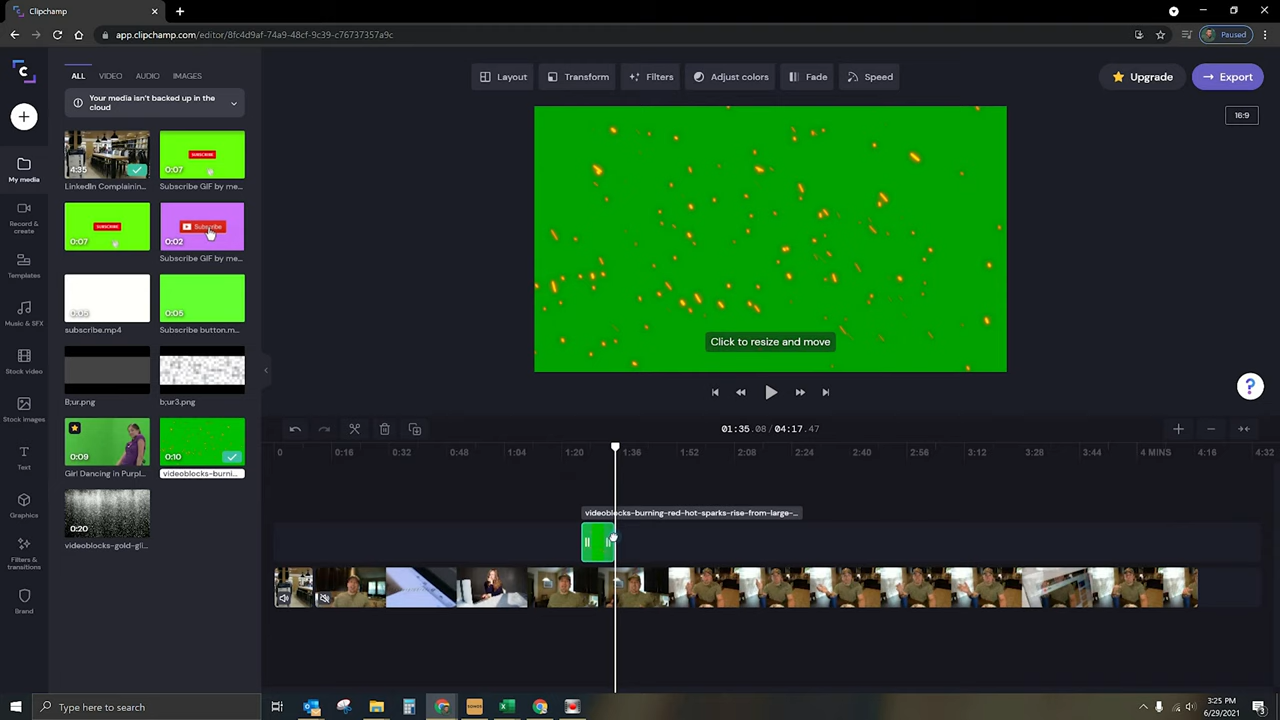 Clipchamp
app.clipchamp.com/editor/8fc4d9af-74a9-48cf-9c39-c76737357a9c
Paused
ALL VIDEO AUDIO IMAGES
Layout Transform Filters Adjust colors Fade Speed
Upgrade Export
Your media isn't backed up in the
cloud
16:9
My media
Record &
create
Templates
Music & SFX
Stock video
Stock images
Text
Graphics
Filters &
transitions
Brand
4:35
LinkedIn Complainin...
SUBSCRIBE
0:07
Subscribe GIF by me...
SUBSCRIBE
0:07
Subscribe
0:02
Subscribe GIF by me...
0:05
subscribe.mp4
0:05
Subscribe button.m...
B;ur.png
b;ur3.png
0:09
Girl Dancing in Purpl...
0:10
videoblocks-burni...
0:20
videoblocks-gold-gli...
Click to resize and move
01:35.08 / 04:17.47
0 0:16 0:32 0:48 1:04 1:20 1:36 1:52 2:08 2:24 2:40 2:56 3:12 3:28 3:44 4 MINS 4:16 4:32
videoblocks-burning-red-hot-sparks-rise-from-large-...
Type here to search
3:25 PM
6/29/2021